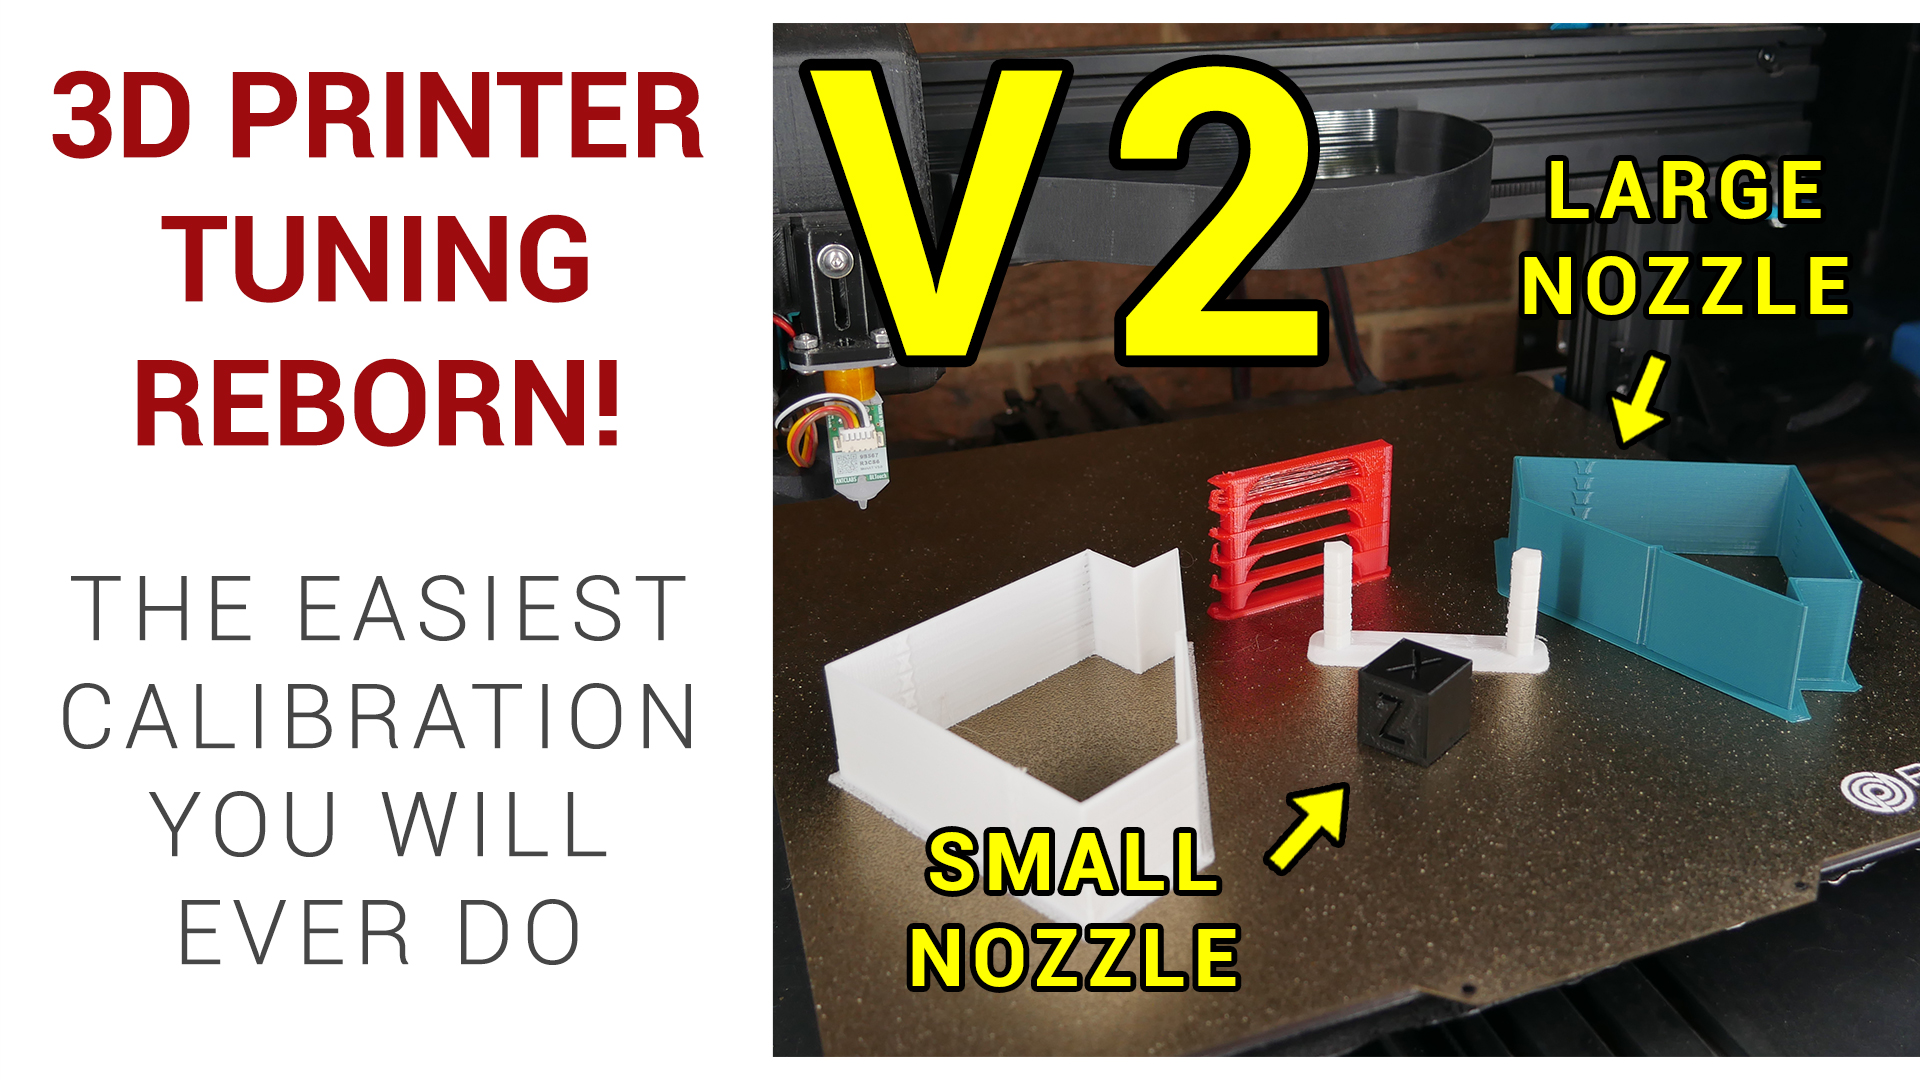 3D PRINTER
TUNING
REBORN!
THE EASIEST
CALIBRATION
YOU WILL
EVER DO
V2
LARGE
NOZZLE
SMALL
NOZZLE
X
Z